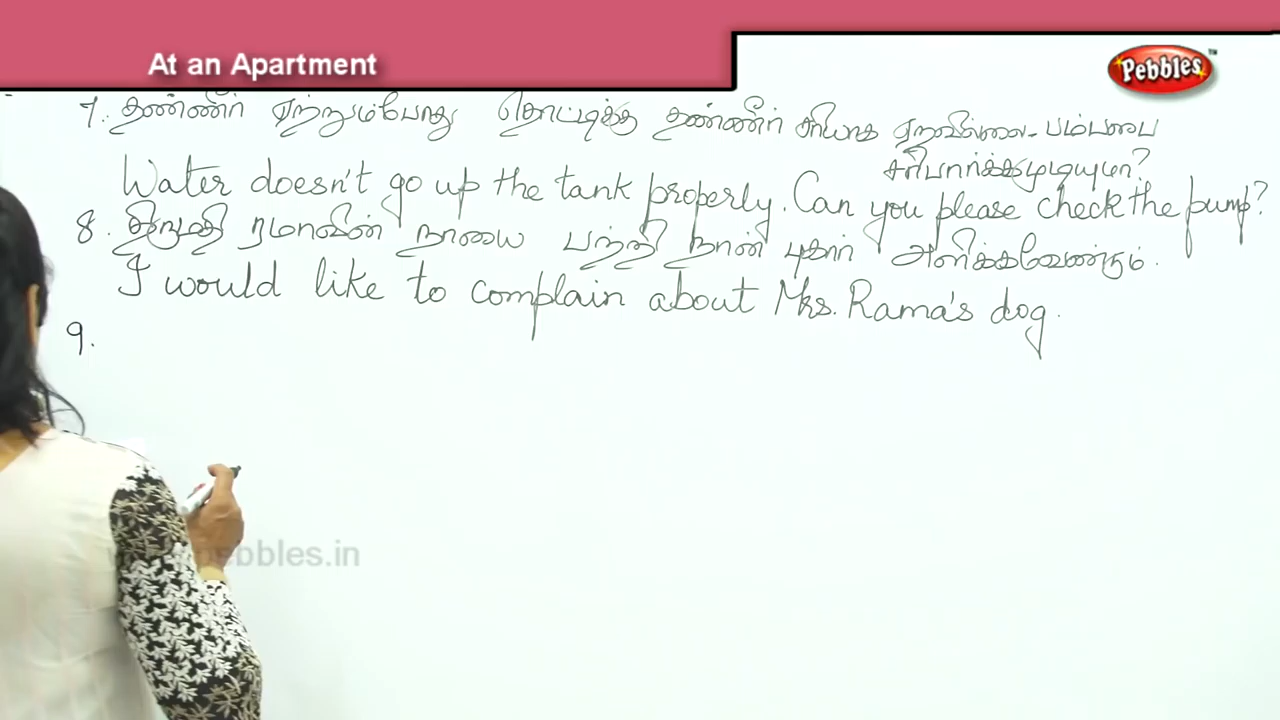 At an Apartment
Pebbles™
7. தண்ணீர் ஏற்றும்போது தொட்டிக்கு தண்ணீர் சரியாக ஏறவில்லை. பம்பபை
சரிபார்க்கமுடியுமா?
Water doesn't go up the tank properly. Can you please check the pump?
8. திருமதி ரமாவின் நாயை பற்றி நான் புகார் அளிக்கவேண்டும்.
I would like to complain about Mrs. Rama's dog.
9.
pebbles.in